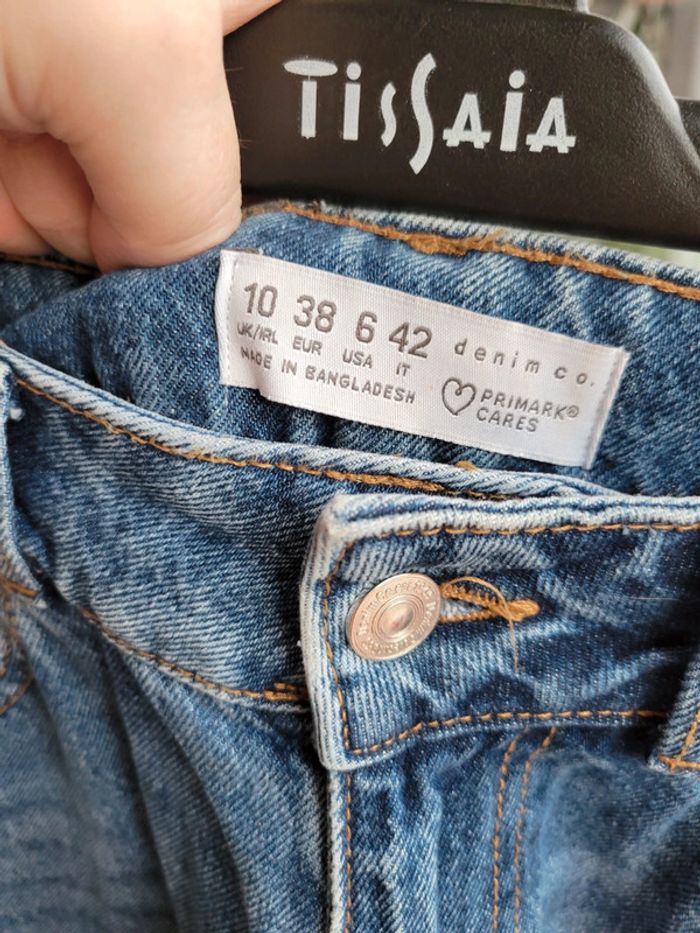 TISSAIA
10 38 6 42
UK/IRL EUR USA IT
MADE IN BANGLADESH
denim co.
PRIMARK®
CARES